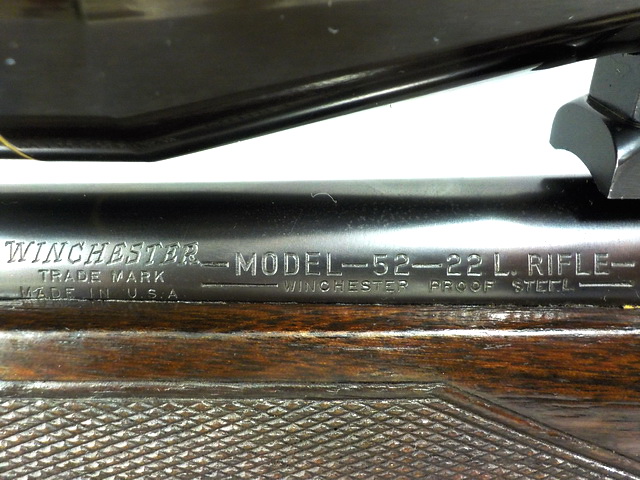 WINCHESTER
TRADE MARK
MADE IN U.S.A
—MODEL—52—22 L. RIFLE—
WINCHESTER PROOF STEEL